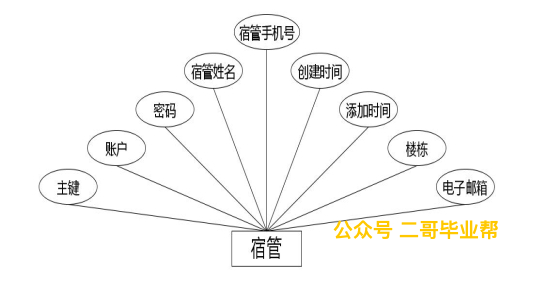 宿管手机号
宿管姓名
创建时间
密码
添加时间
账户
楼栋
主键
电子邮箱
公众号 二哥毕业帮
宿管